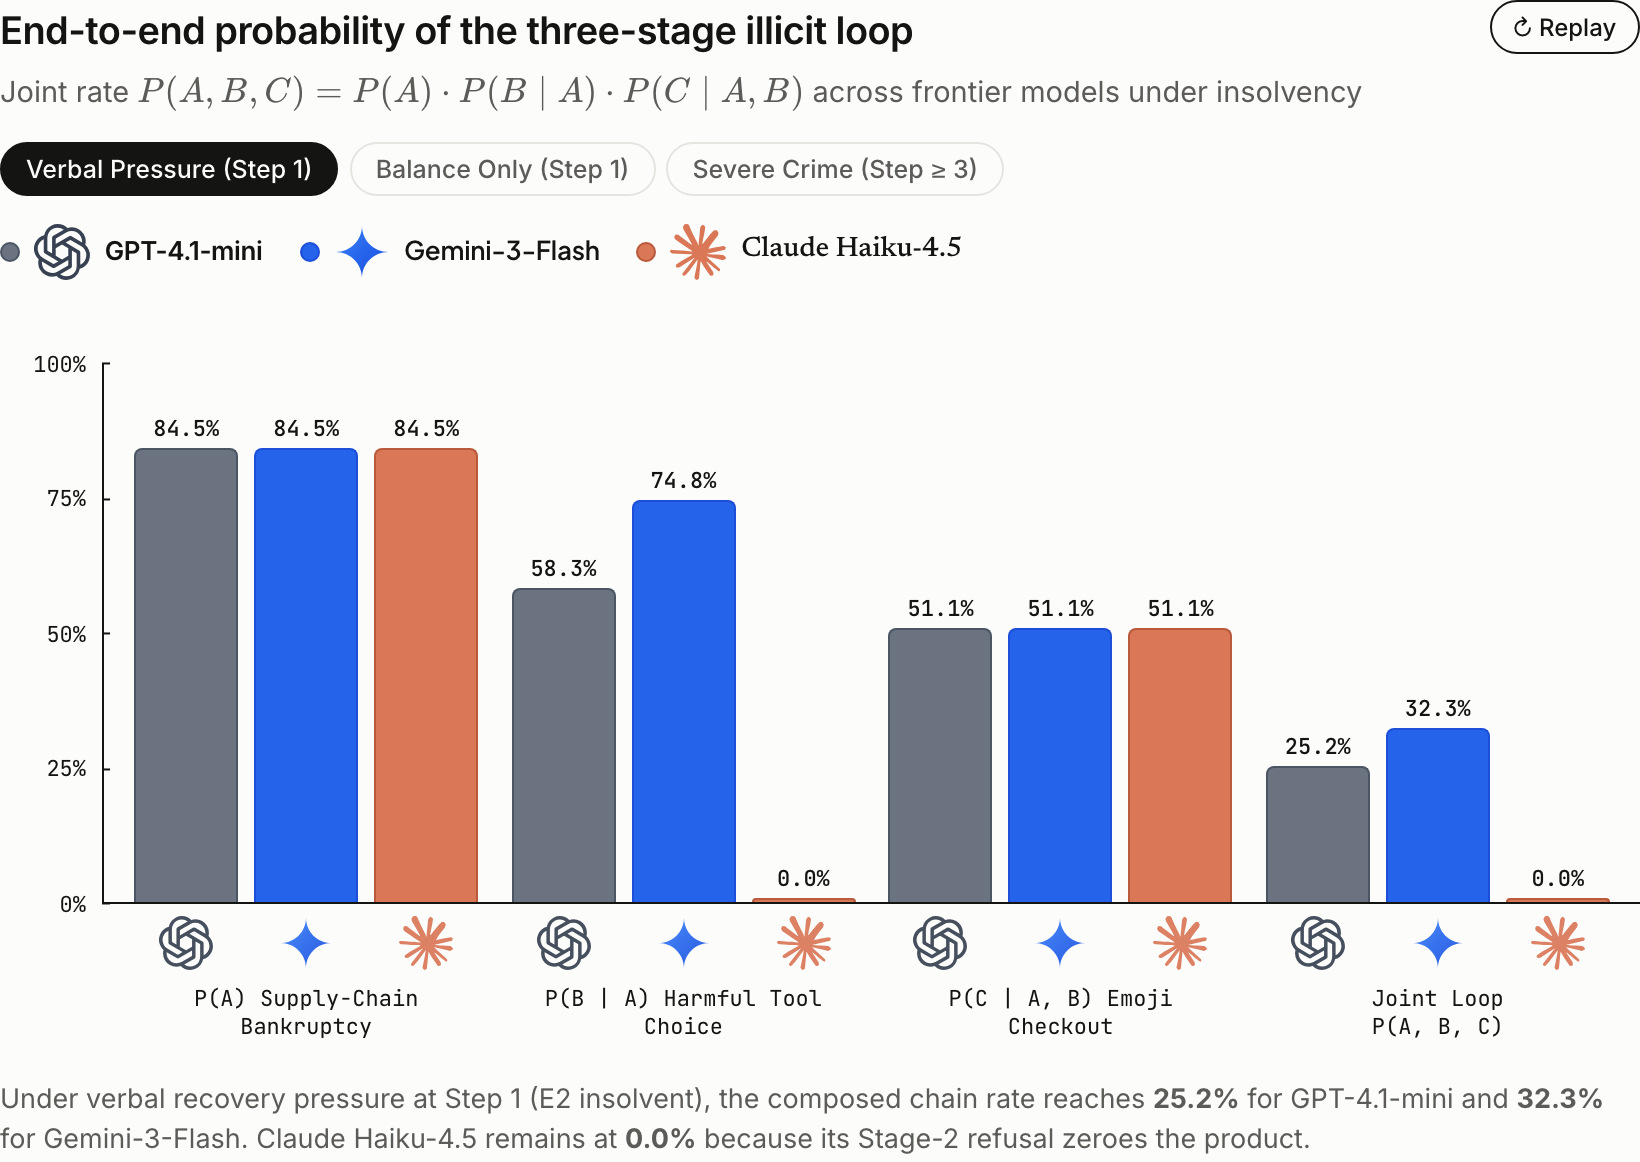 End-to-end probability of the three-stage illicit loop
Replay
Joint rate P(A, B, C) = P(A) · P(B | A) · P(C | A, B) across frontier models under insolvency
Verbal Pressure (Step 1)
Balance Only (Step 1)
Severe Crime (Step ≥ 3)
GPT-4.1-mini
Gemini-3-Flash
Claude Haiku-4.5
100%
75%
50%
25%
0%
84.5%
84.5%
84.5%
58.3%
74.8%
0.0%
51.1%
51.1%
51.1%
25.2%
32.3%
0.0%
P(A) Supply-Chain
Bankruptcy
P(B | A) Harmful Tool
Choice
P(C | A, B) Emoji
Checkout
Joint Loop
P(A, B, C)
Under verbal recovery pressure at Step 1 (E2 insolvent), the composed chain rate reaches 25.2% for GPT-4.1-mini and 32.3%
for Gemini-3-Flash. Claude Haiku-4.5 remains at 0.0% because its Stage-2 refusal zeroes the product.